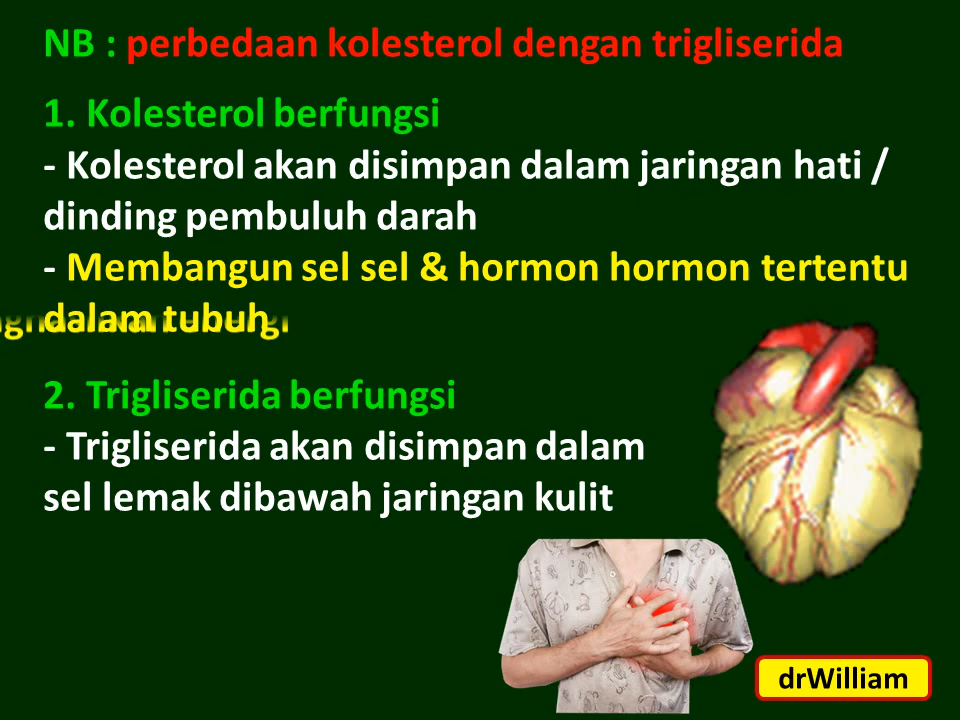 NB : perbedaan kolesterol dengan trigliserida
1. Kolesterol berfungsi
- Kolesterol akan disimpan dalam jaringan hati /
dinding pembuluh darah
- Membangun sel sel & hormon hormon tertentu
dalam tubuh
2. Trigliserida berfungsi
- Trigliserida akan disimpan dalam
sel lemak dibawah jaringan kulit
drWilliam